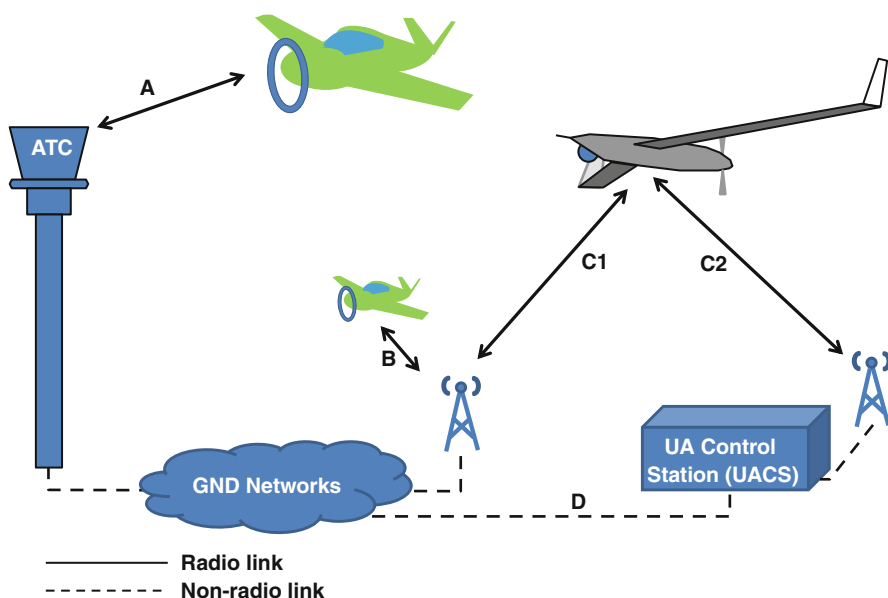 A
ATC
C1
C2
B
UA Control
Station (UACS)
GND Networks
D
Radio link
Non-radio link